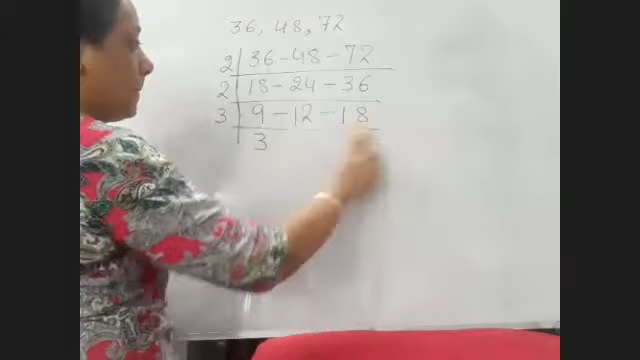 36, 48, 72
2 | 36 - 48 - 72
2 | 18 - 24 - 36
3 | 9 - 12 - 18
3